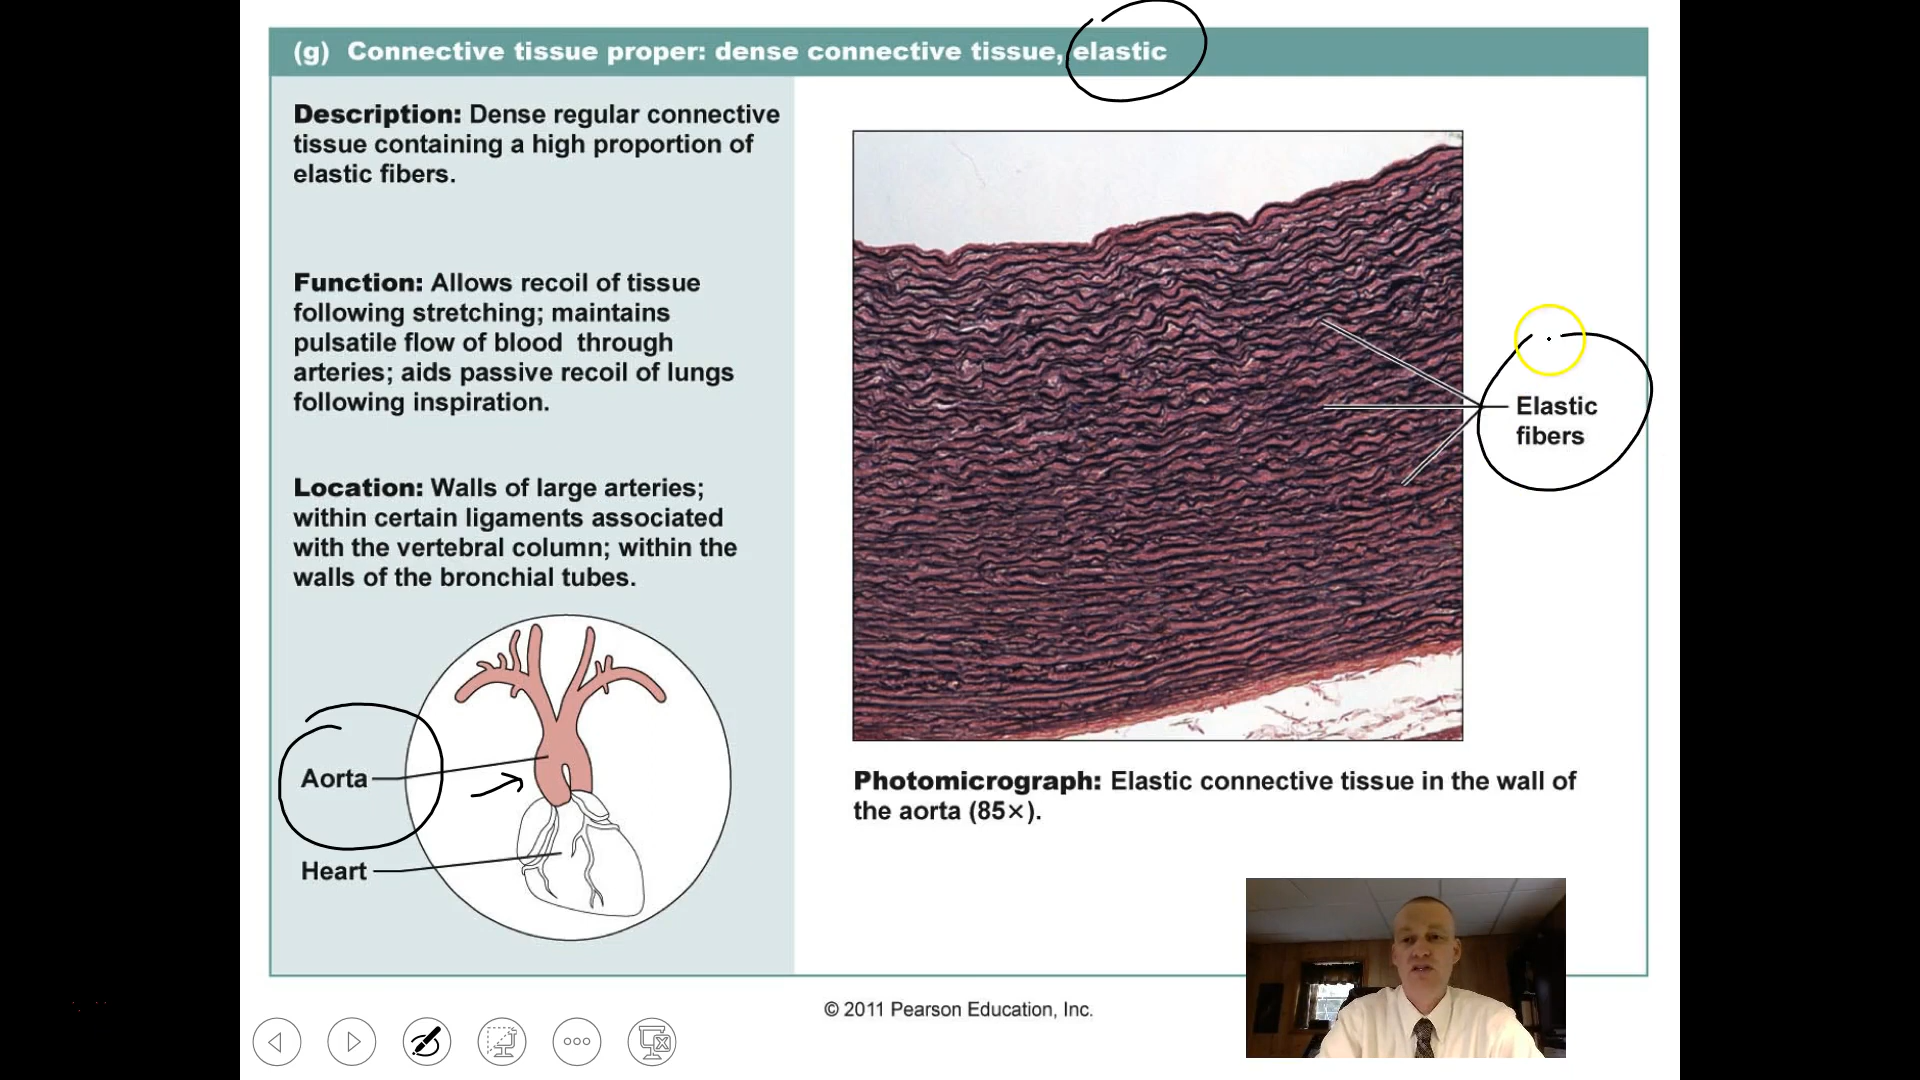 (g) Connective tissue proper: dense connective tissue, elastic
Description: Dense regular connective
tissue containing a high proportion of
elastic fibers.
Function: Allows recoil of tissue
following stretching; maintains
pulsatile flow of blood through
arteries; aids passive recoil of lungs
following inspiration.
Location: Walls of large arteries;
within certain ligaments associated
with the vertebral column; within the
walls of the bronchial tubes.
Aorta
Heart
Elastic
fibers
Photomicrograph: Elastic connective tissue in the wall of
the aorta (85×).
© 2011 Pearson Education, Inc.